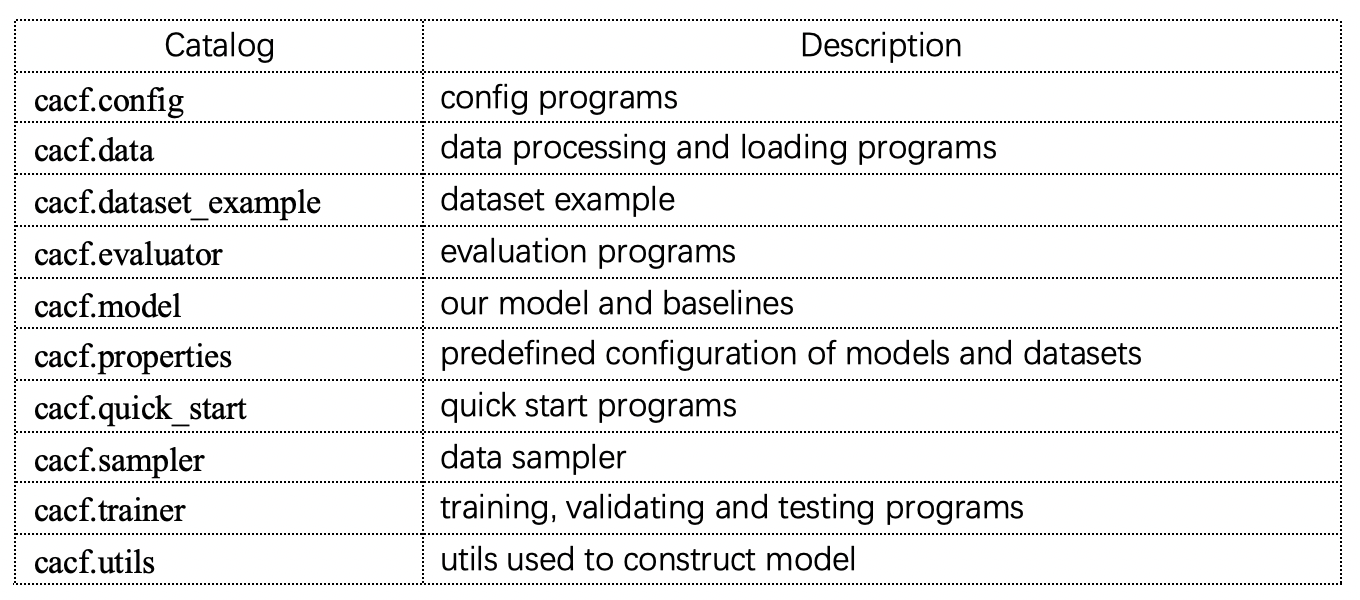 Catalog Description
cacf.config config programs
cacf.data data processing and loading programs
cacf.dataset_example dataset example
cacf.evaluator evaluation programs
cacf.model our model and baselines
cacf.properties predefined configuration of models and datasets
cacf.quick_start quick start programs
cacf.sampler data sampler
cacf.trainer training, validating and testing programs
cacf.utils utils used to construct model